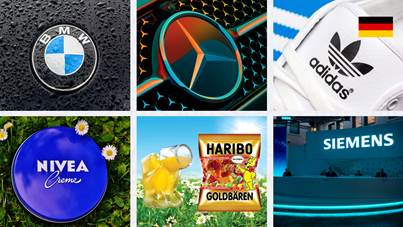 BMW
adidas
NIVEA
Creme
HARIBO
GOLDBÄREN
SIEMENS